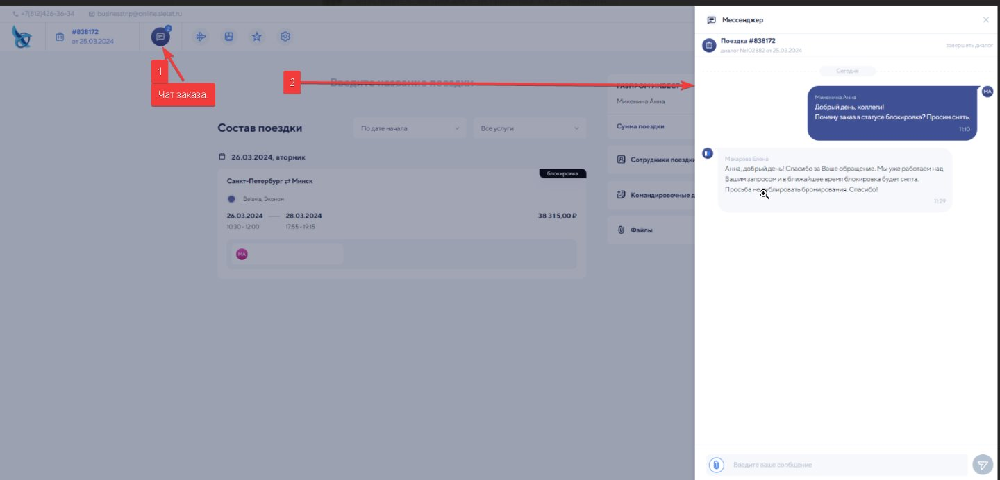 +7(812)426-36-34
businesstrip@online.sletat.ru
#838172
от 25.03.2024
2
1
Чат заказа.
2
Введите название поездки
Состав поездки
По дате начала
Все услуги
26.03.2024, вторник
блокировка
Санкт-Петербург ⇄ Минск
Belavia, Эконом
26.03.2024 — 28.03.2024
38 315,00 ₽
10:30 - 12:00
17:55 - 19:15
МА
ГАЗПРОМ ИНВЕСТ
Микенина Анна
Сумма поездки
Сотрудники поездки
Командировочные д
Файлы
Мессенджер
Поездка #838172
диалог №102882 от 25.03.2024
завершить диалог
Сегодня
МА
Микенина Анна
Добрый день, коллеги!
Почему заказ в статусе блокировка? Просим снять.
11:10
Макарова Елена
Анна, добрый день! Спасибо за Ваше обращение. Мы уже работаем над
Вашим запросом и в ближайшее время блокировка будет снята.
Просьба не дублировать бронирования. Спасибо!
11:29
Введите ваше сообщение